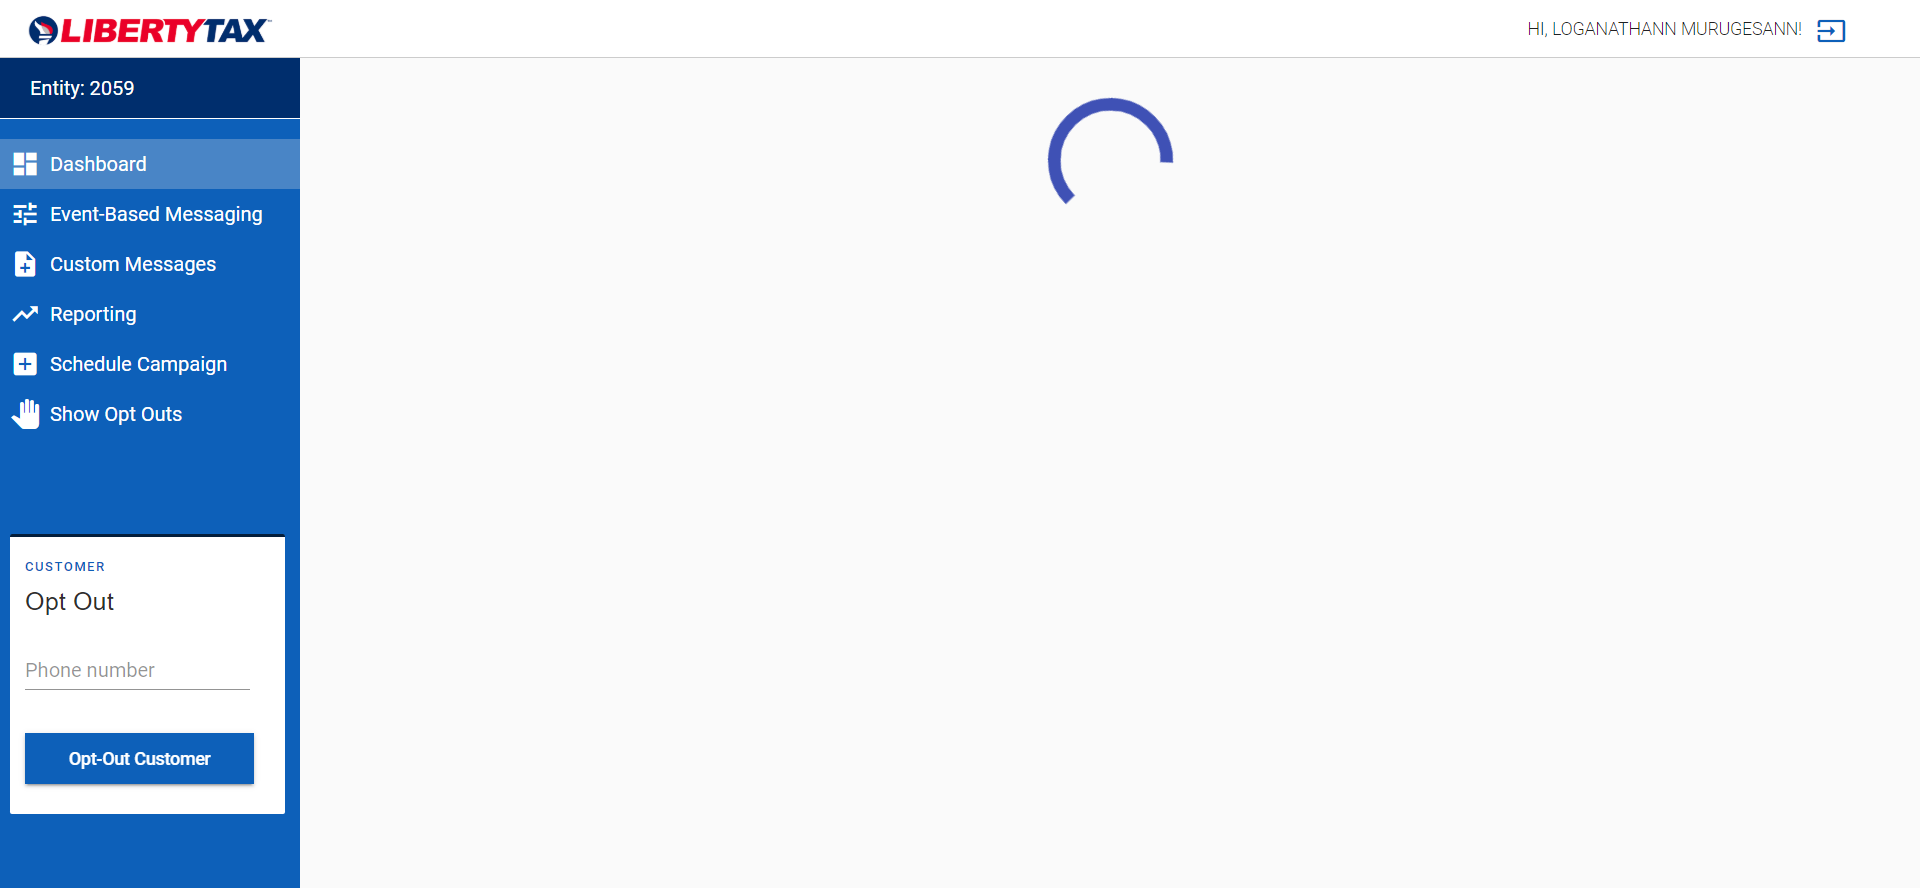 LIBERTYTAX™
HI, LOGANATHANN MURUGESANN!
Entity: 2059
Dashboard
Event-Based Messaging
Custom Messages
Reporting
Schedule Campaign
Show Opt Outs
CUSTOMER
Opt Out
Phone number
Opt-Out Customer